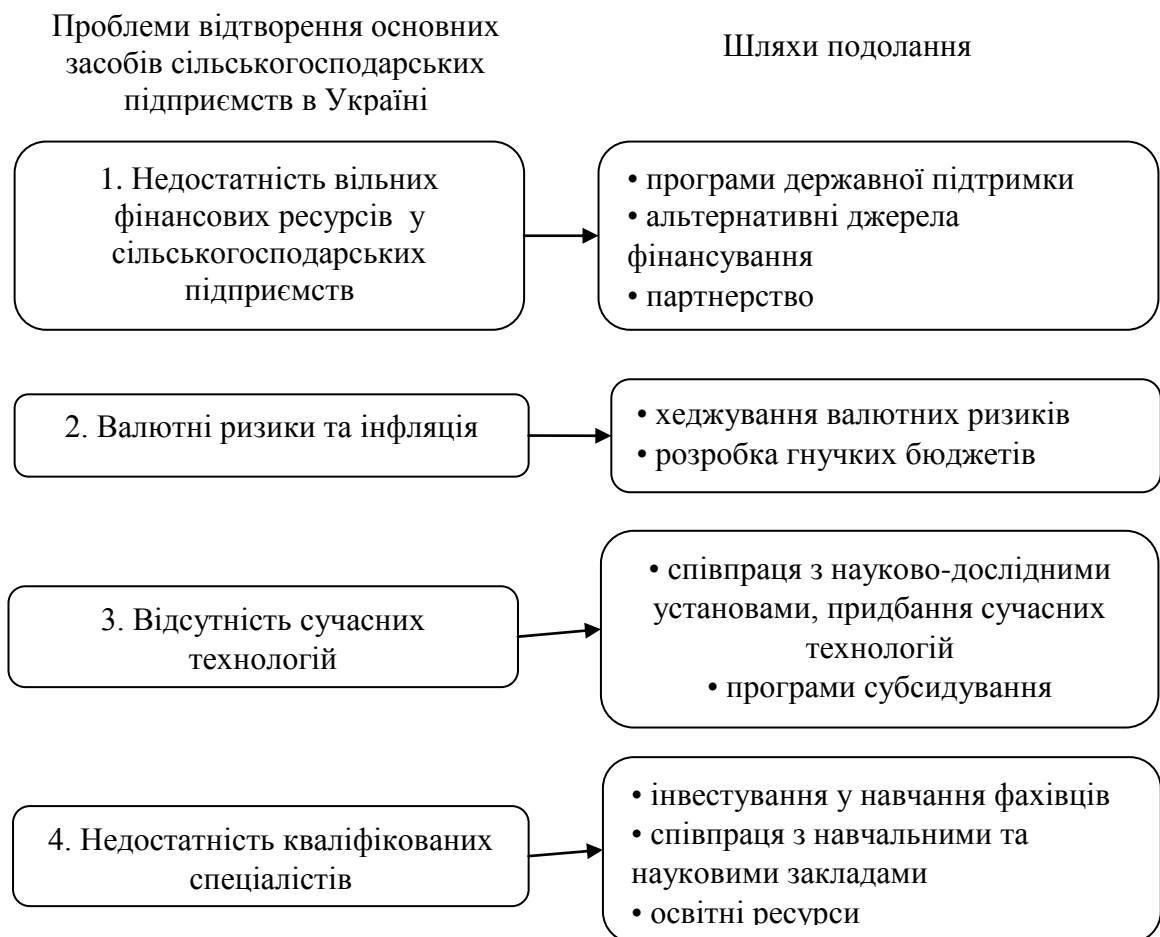 Проблеми відтворення основних
засобів сільськогосподарських
підприємств в Україні
Шляхи подолання
1. Недостатність вільних
фінансових ресурсів у
сільськогосподарських
підприємств
• програми державної підтримки
• альтернативні джерела
фінансування
• партнерство
2. Валютні ризики та інфляція
• хеджування валютних ризиків
• розробка гнучких бюджетів
3. Відсутність сучасних
технологій
• співпраця з науково-дослідними
установами, придбання сучасних
технологій
• програми субсидування
4. Недостатність кваліфікованих
спеціалістів
• інвестування у навчання фахівців
• співпраця з навчальними та
науковими закладами
• освітні ресурси